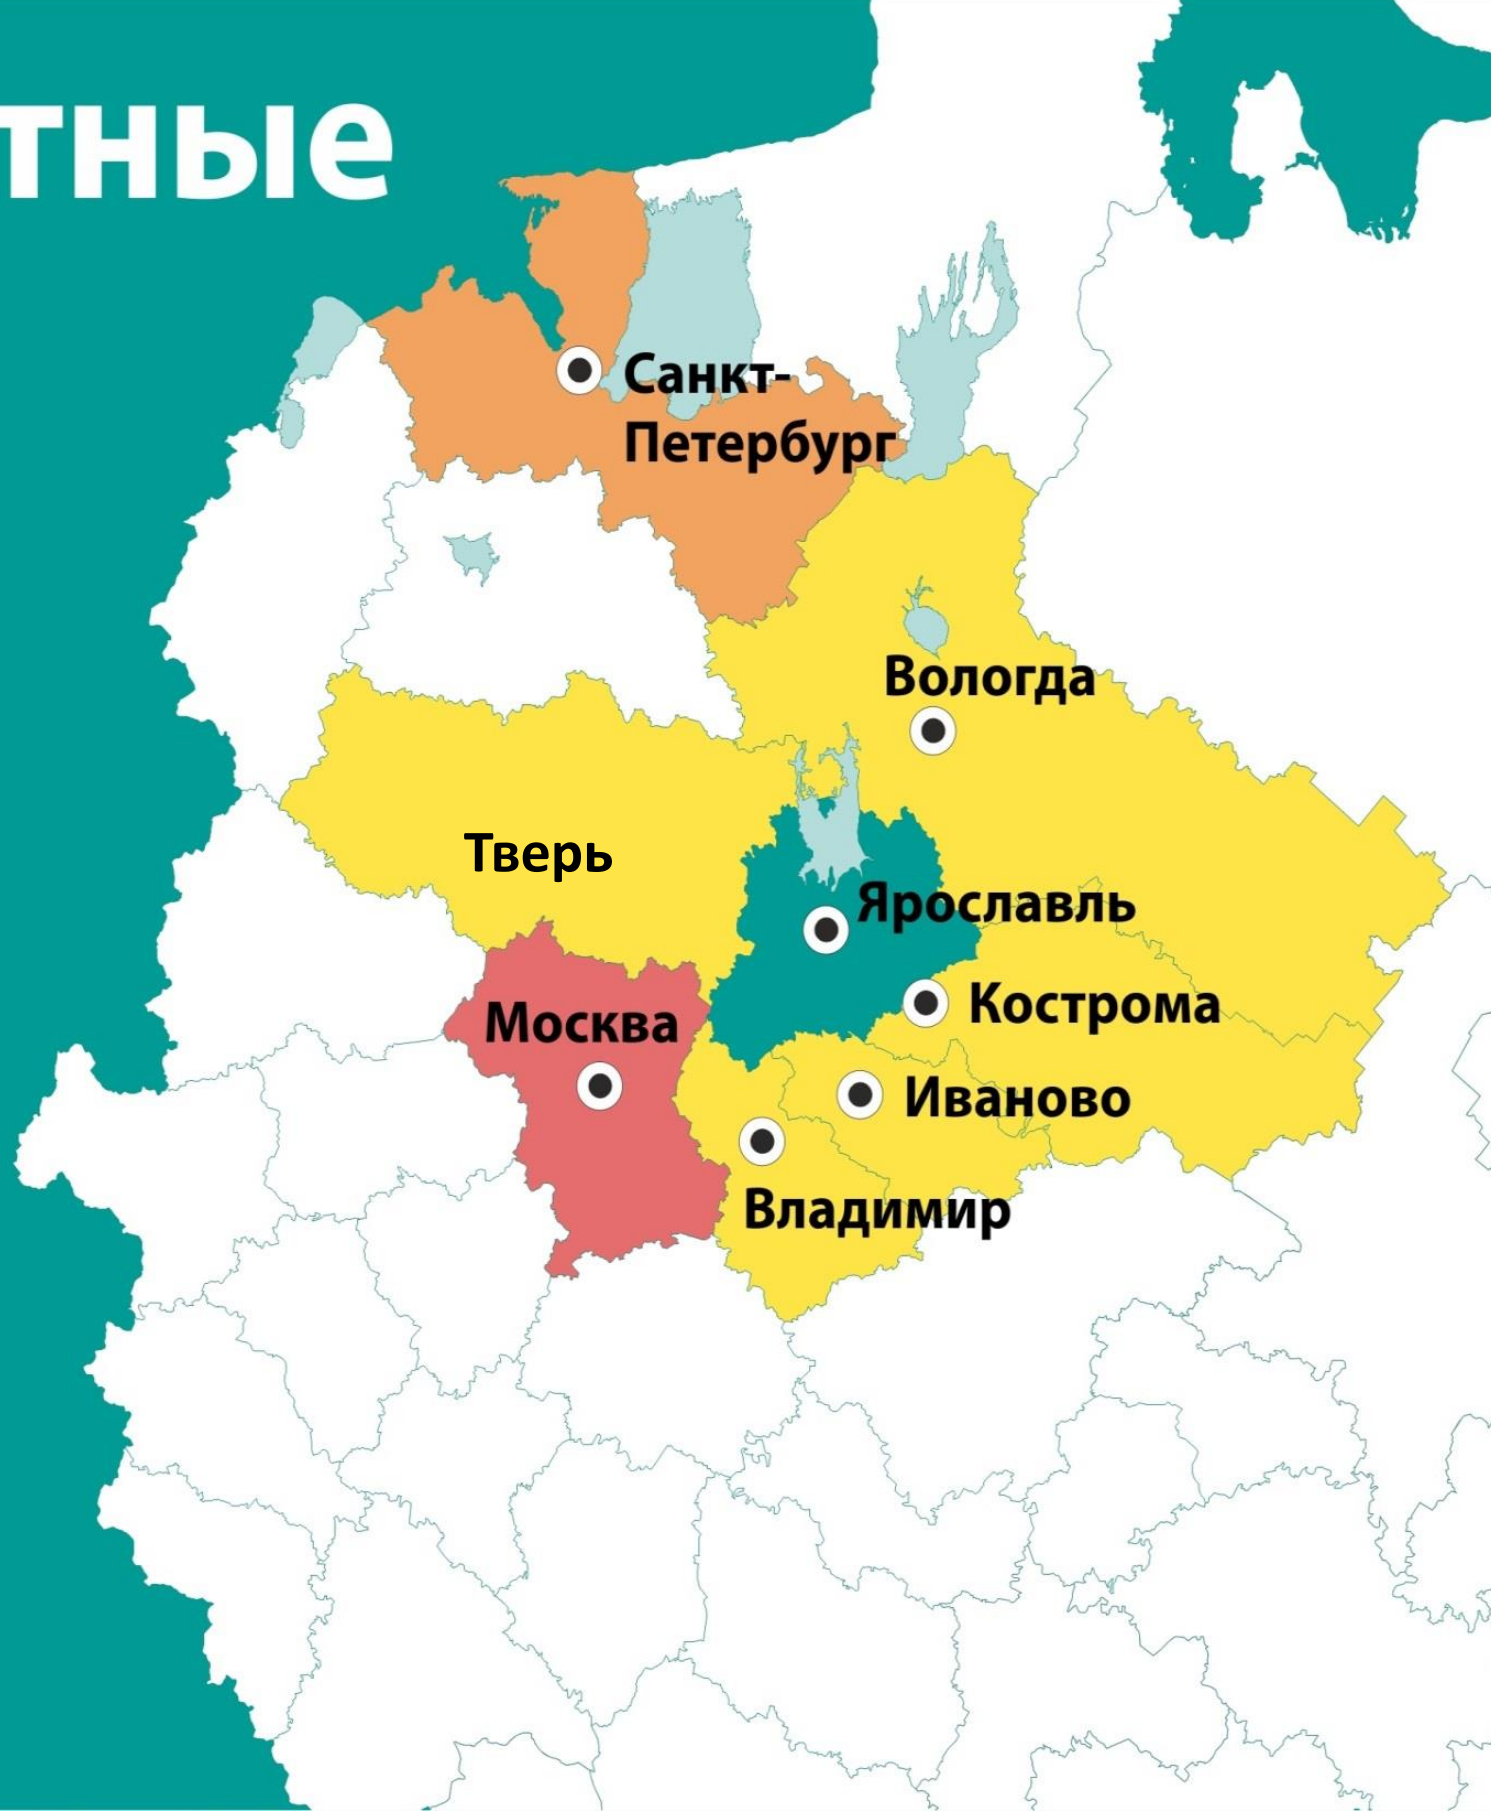 тные
Санкт-
Петербург
Вологда
Тверь
Ярославль
Москва
Кострома
Иваново
Владимир